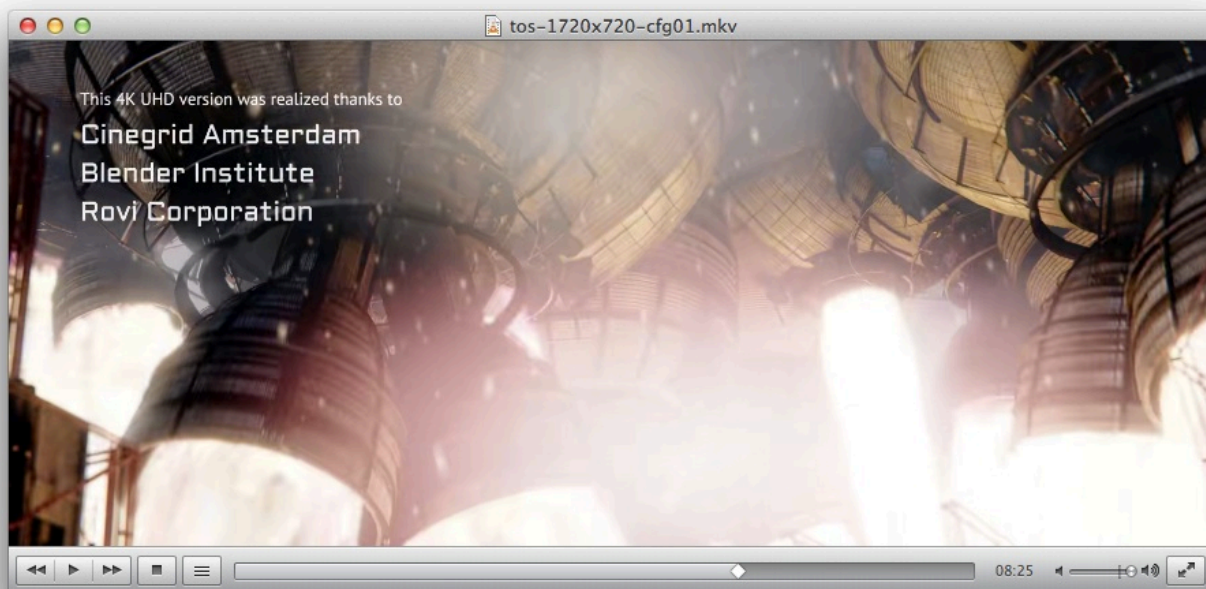 tos-1720x720-cfg01.mkv
This 4K UHD version was realized thanks to
Cinegrid Amsterdam
Blender Institute
Rovi Corporation
08:25